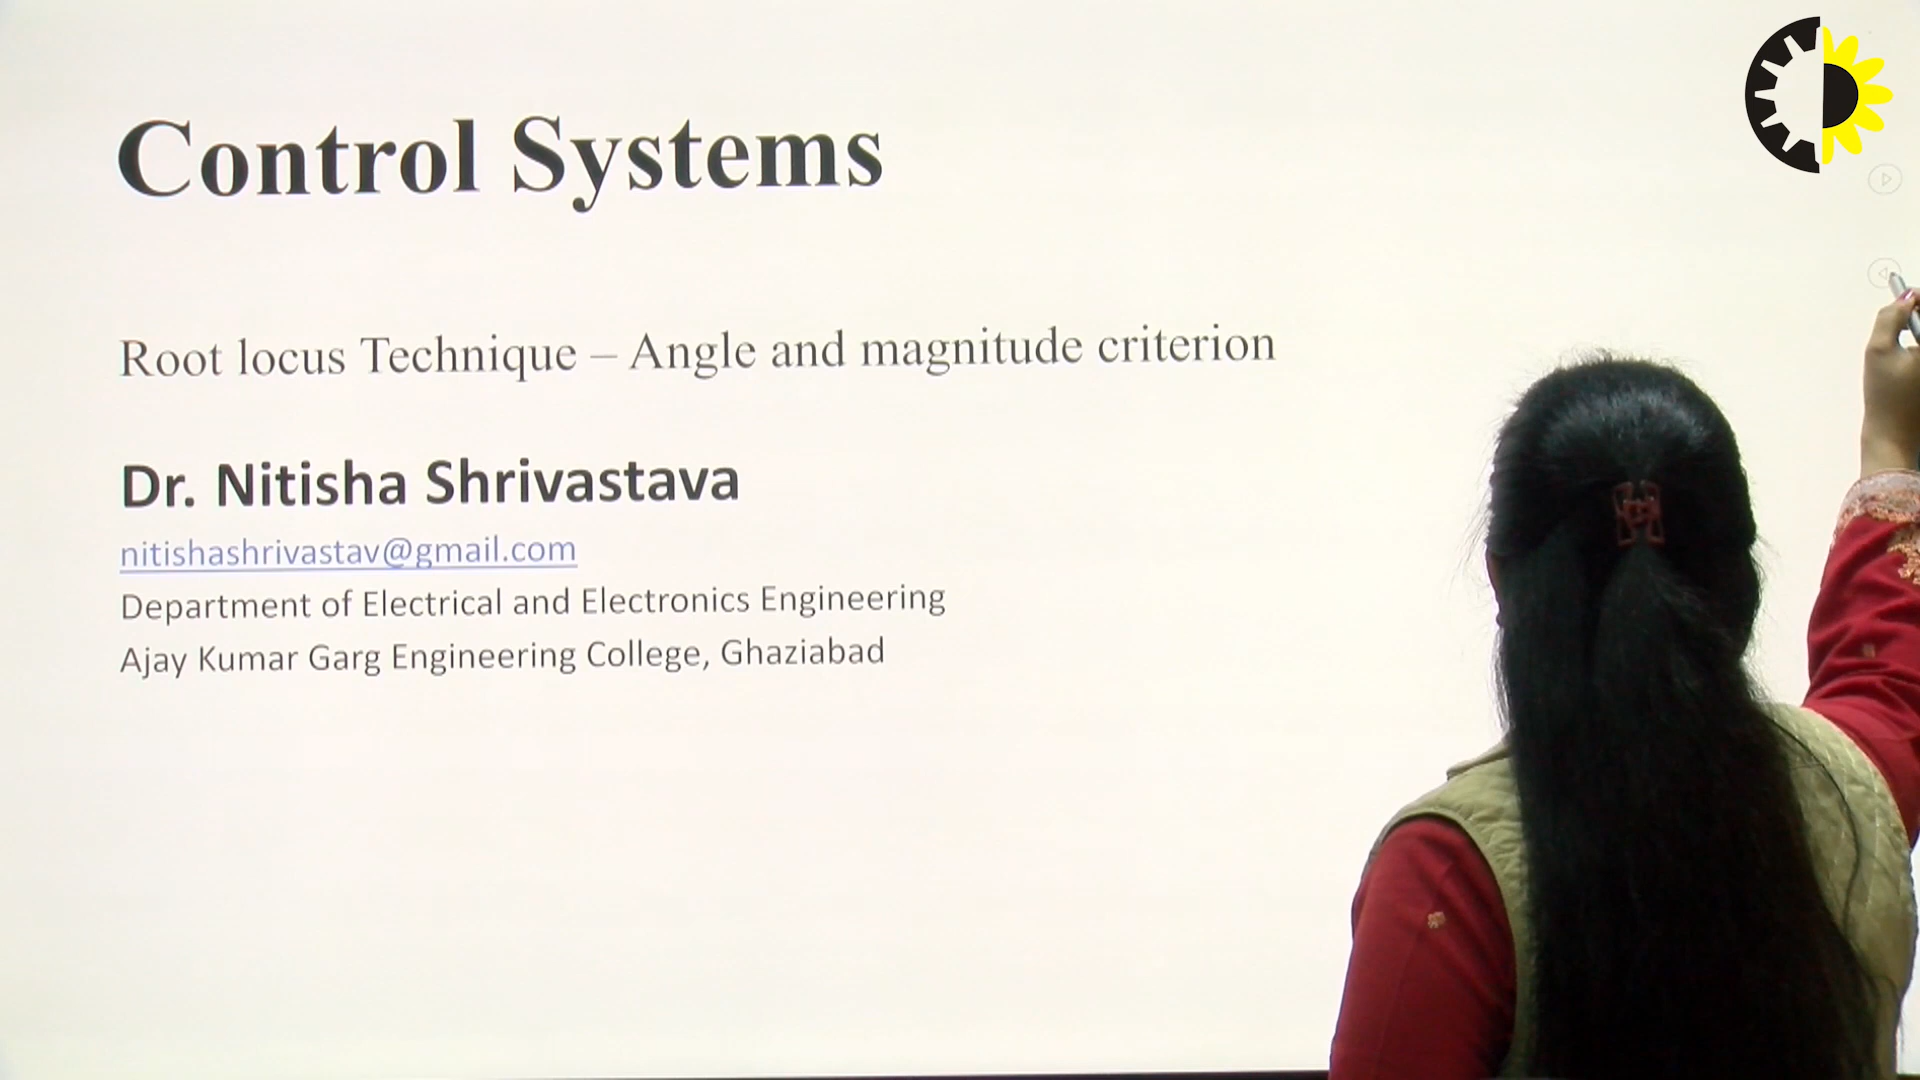 Control Systems
Root locus Technique – Angle and magnitude criterion
Dr. Nitisha Shrivastava
nitishashrivastav@gmail.com
Department of Electrical and Electronics Engineering
Ajay Kumar Garg Engineering College, Ghaziabad